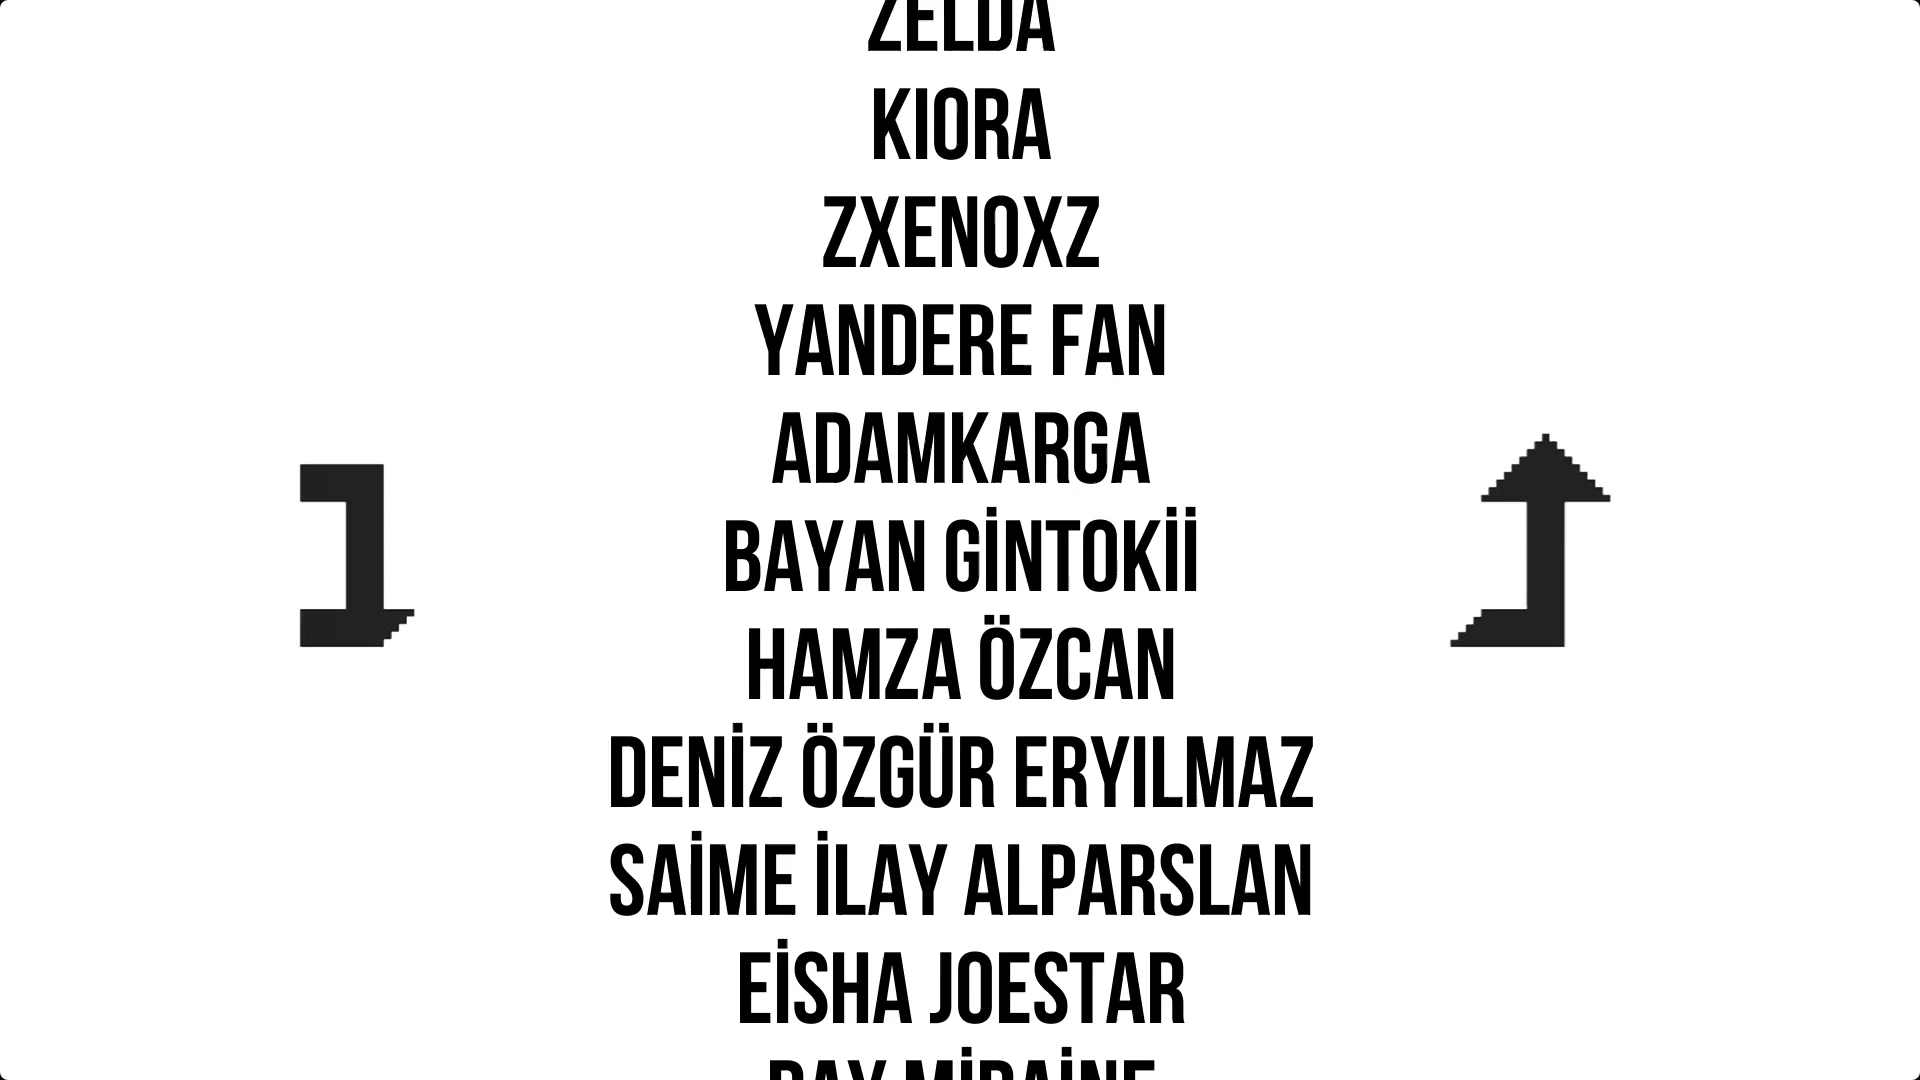 ZELDA
KIORA
ZXENOXZ
YANDERE FAN
ADAMKARGA
BAYAN GİNTOKİİ
HAMZA ÖZCAN
DENİZ ÖZGÜR ERYILMAZ
SAİME İLAY ALPARSLAN
EİSHA JOESTAR